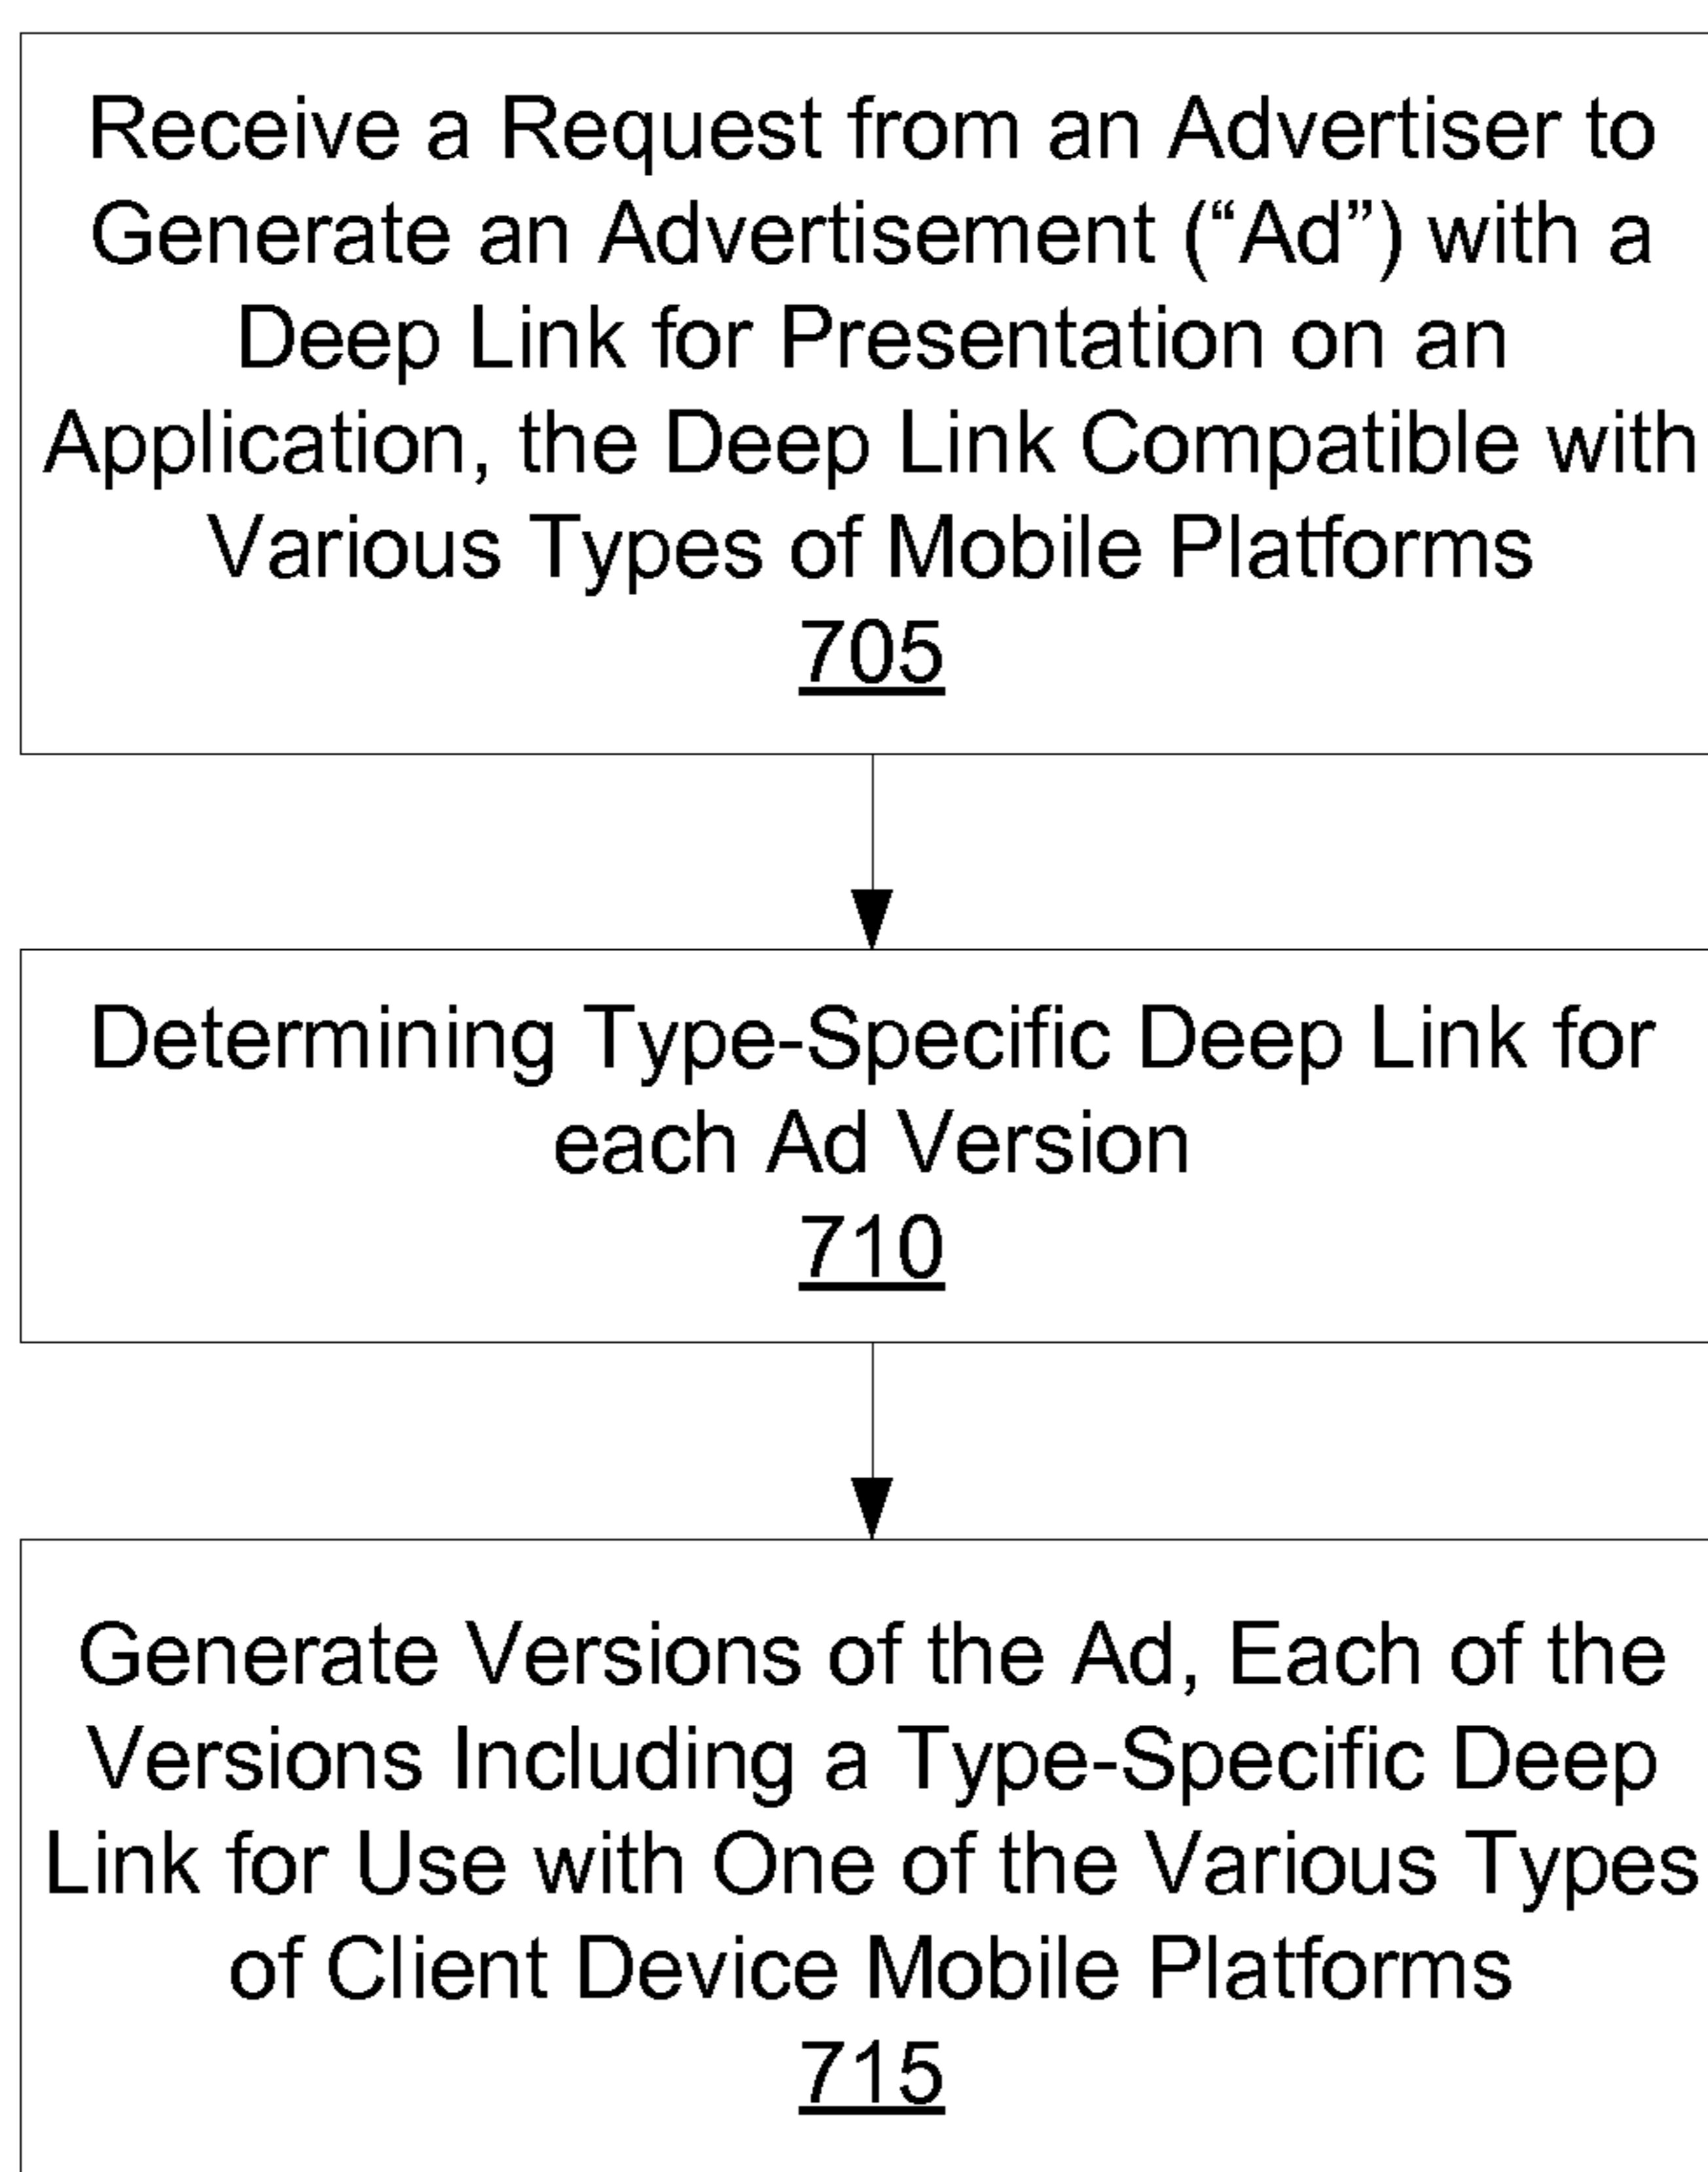 Receive a Request from an Advertiser to
Generate an Advertisement (“Ad”) with a
Deep Link for Presentation on an
Application, the Deep Link Compatible with
Various Types of Mobile Platforms
705
Determining Type-Specific Deep Link for
each Ad Version
710
Generate Versions of the Ad, Each of the
Versions Including a Type-Specific Deep
Link for Use with One of the Various Types
of Client Device Mobile Platforms
715